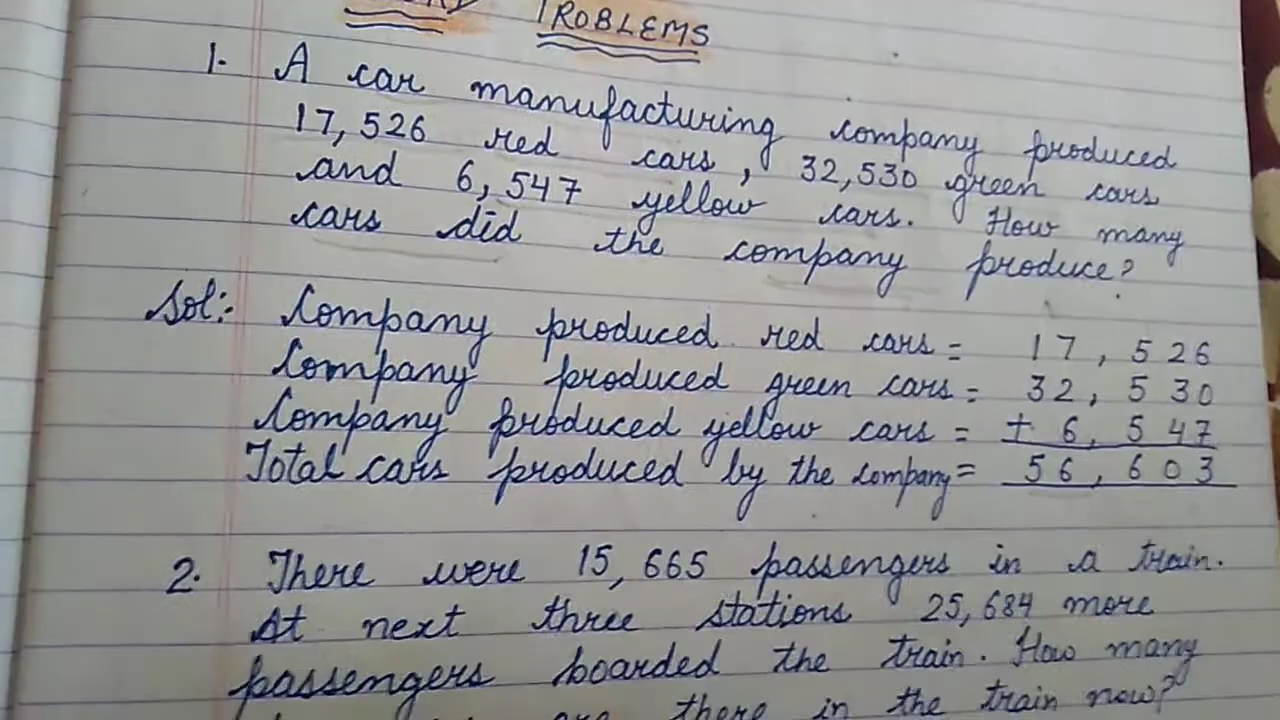 PROBLEMS
1. A car manufacturing company produced
17,526 red cars, 32,530 green cars
and 6,547 yellow cars. How many
cars did the company produce?
Sol:- Company produced red cars = 17,526
Company produced green cars = 32,530
Company produced yellow cars = + 6,547
Total cars produced by the company = 56,603
2. There were 15,665 passengers in a train.
At next three stations 25,684 more
passengers boarded the train. How many
are there in the train now?